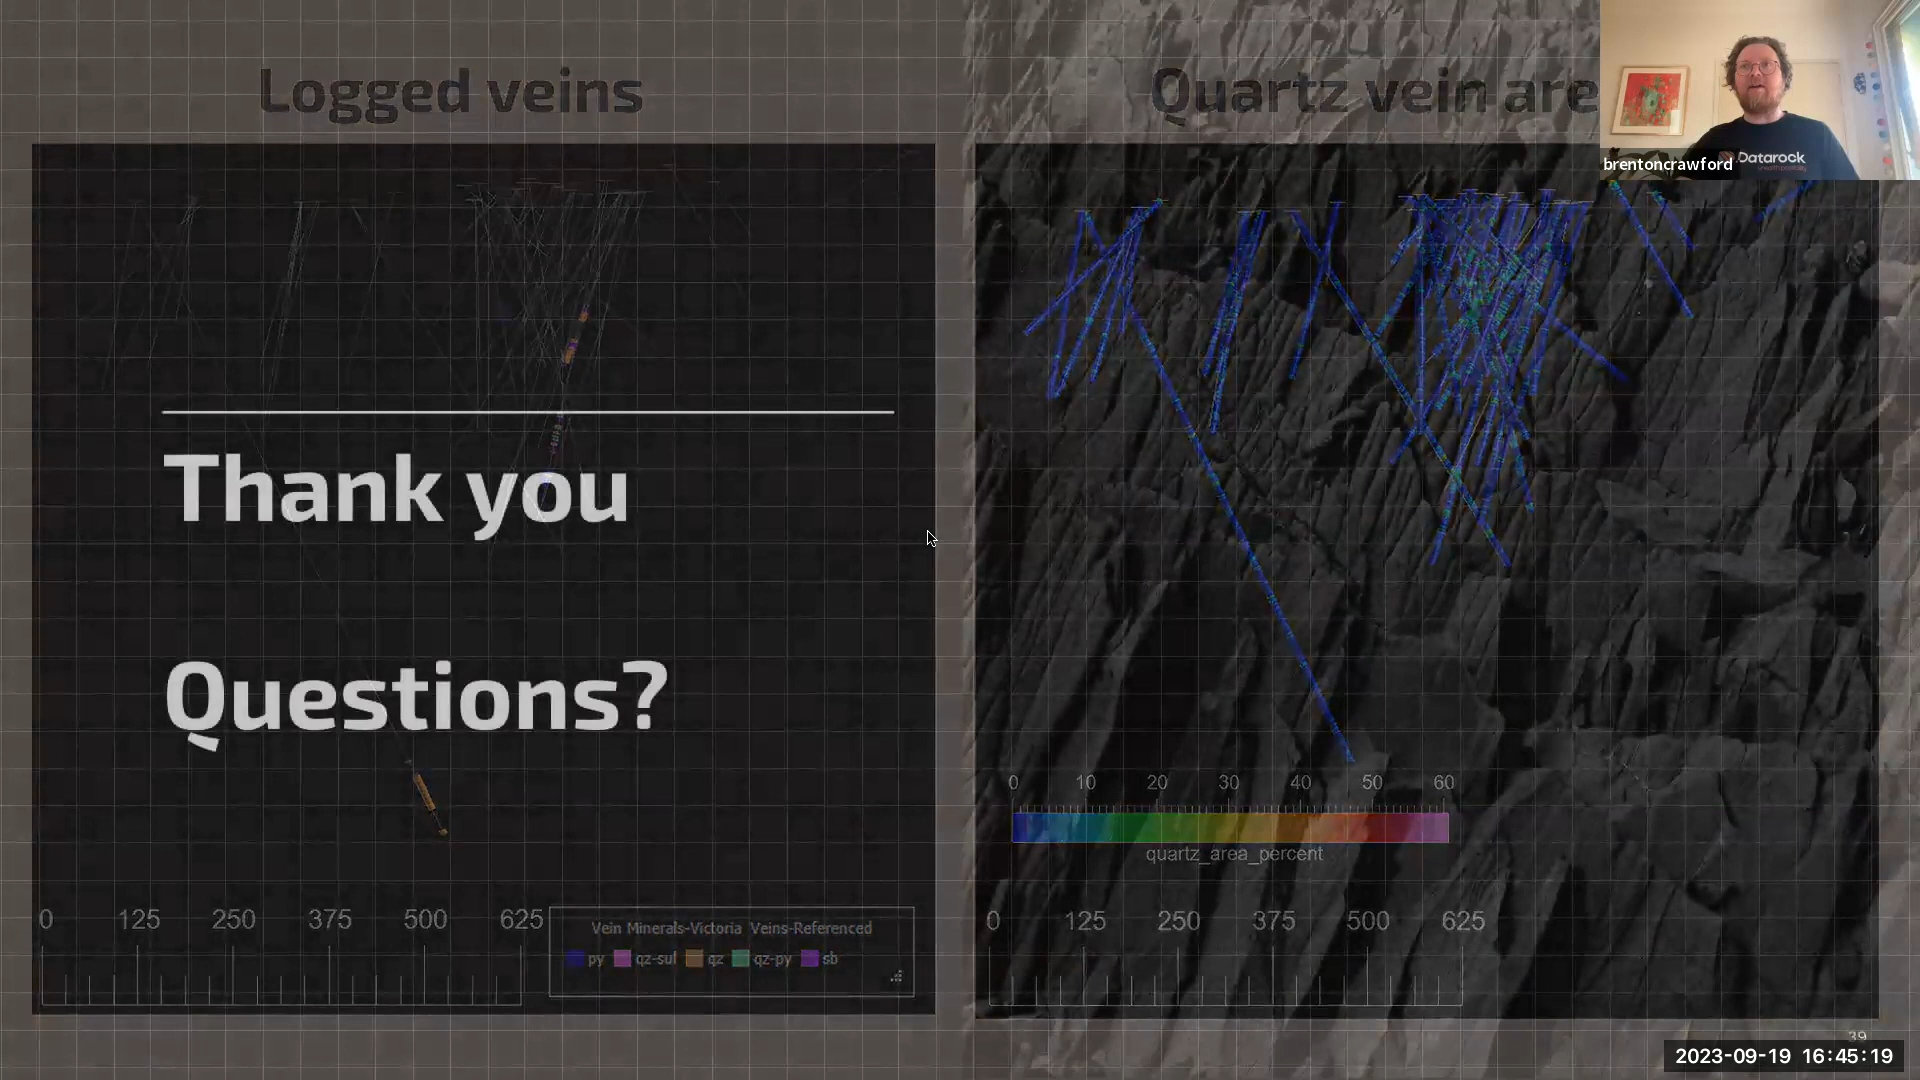 Logged veins
Quartz vein are
brentoncrawford
Datarock
Thank you
Questions?
0 10 20 30 40 50 60
quartz_area_percent
0 125 250 375 500 625
Vein Minerals-Victoria Veins-Referenced
py qz-sul qz qz-py sb
0 125 250 375 500 625
39
2023-09-19 16:45:19